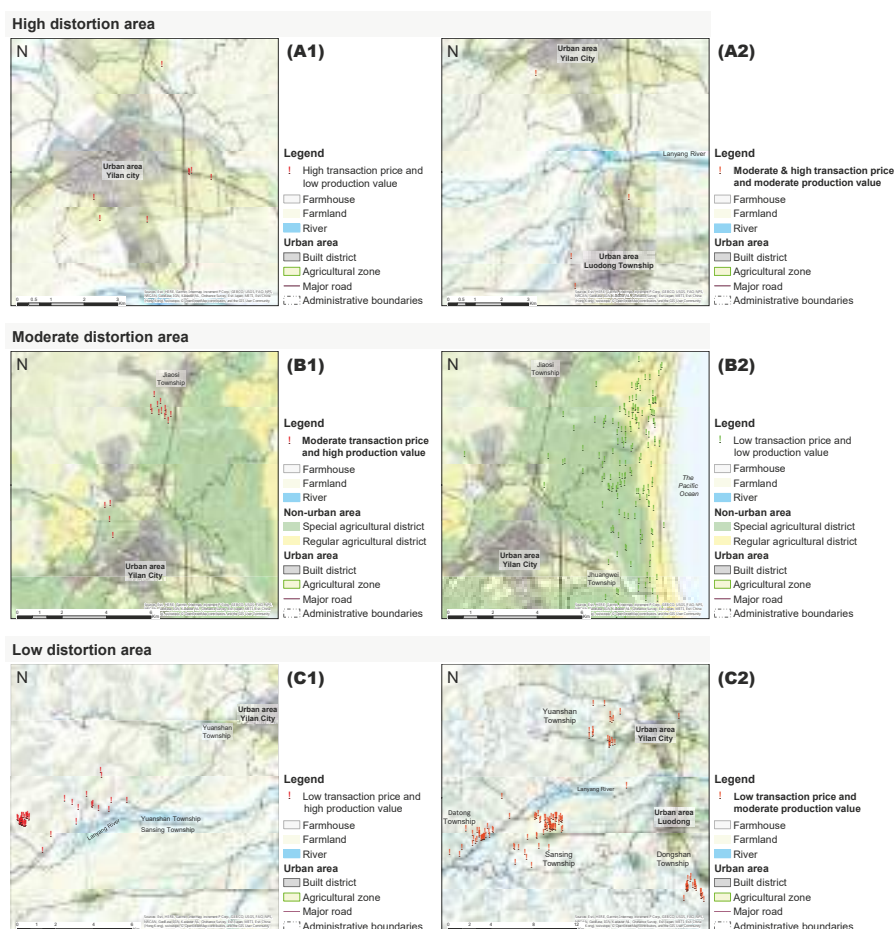 High distortion area
N
(A1)
Urban area
Yilan city
Legend
! High transaction price and
low production value
Farmhouse
Farmland
River
Urban area
Built district
Agricultural zone
Major road
Administrative boundaries
N
(A2)
Urban area
Yilan City
Lanyang River
Urban area
Luodong Township
Legend
! Moderate & high transaction price
and moderate production value
Farmhouse
Farmland
River
Urban area
Built district
Agricultural zone
Major road
Administrative boundaries
Moderate distortion area
N
(B1)
Jiaosi
Township
Urban area
Yilan City
Legend
! Moderate transaction price
and high production value
Farmhouse
Farmland
River
Non-urban area
Special agricultural district
Regular agricultural district
Urban area
Built district
Agricultural zone
Major road
Administrative boundaries
N
(B2)
Jiaosi
Township
The
Pacific
Ocean
Urban area
Yilan City
Jhuangwei
Township
Legend
! Low transaction price and
low production value
Farmhouse
Farmland
River
Non-urban area
Special agricultural district
Regular agricultural district
Urban area
Built district
Agricultural zone
Major road
Administrative boundaries
Low distortion area
N
(C1)
Urban area
Yilan City
Yuanshan
Township
Yuanshan Township
Lanyang River
Sansing Township
Legend
! Low transaction price and
high production value
Farmhouse
Farmland
River
Urban area
Built district
Agricultural zone
Major road
Administrative boundaries
N
(C2)
Yuanshan
Township
Urban area
Yilan City
Lanyang River
Datong
Township
Urban area
Luodong
Sansing
Township
Dongshan
Township
Legend
! Low transaction price and
moderate production value
Farmhouse
Farmland
River
Urban area
Built district
Agricultural zone
Major road
Administrative boundaries